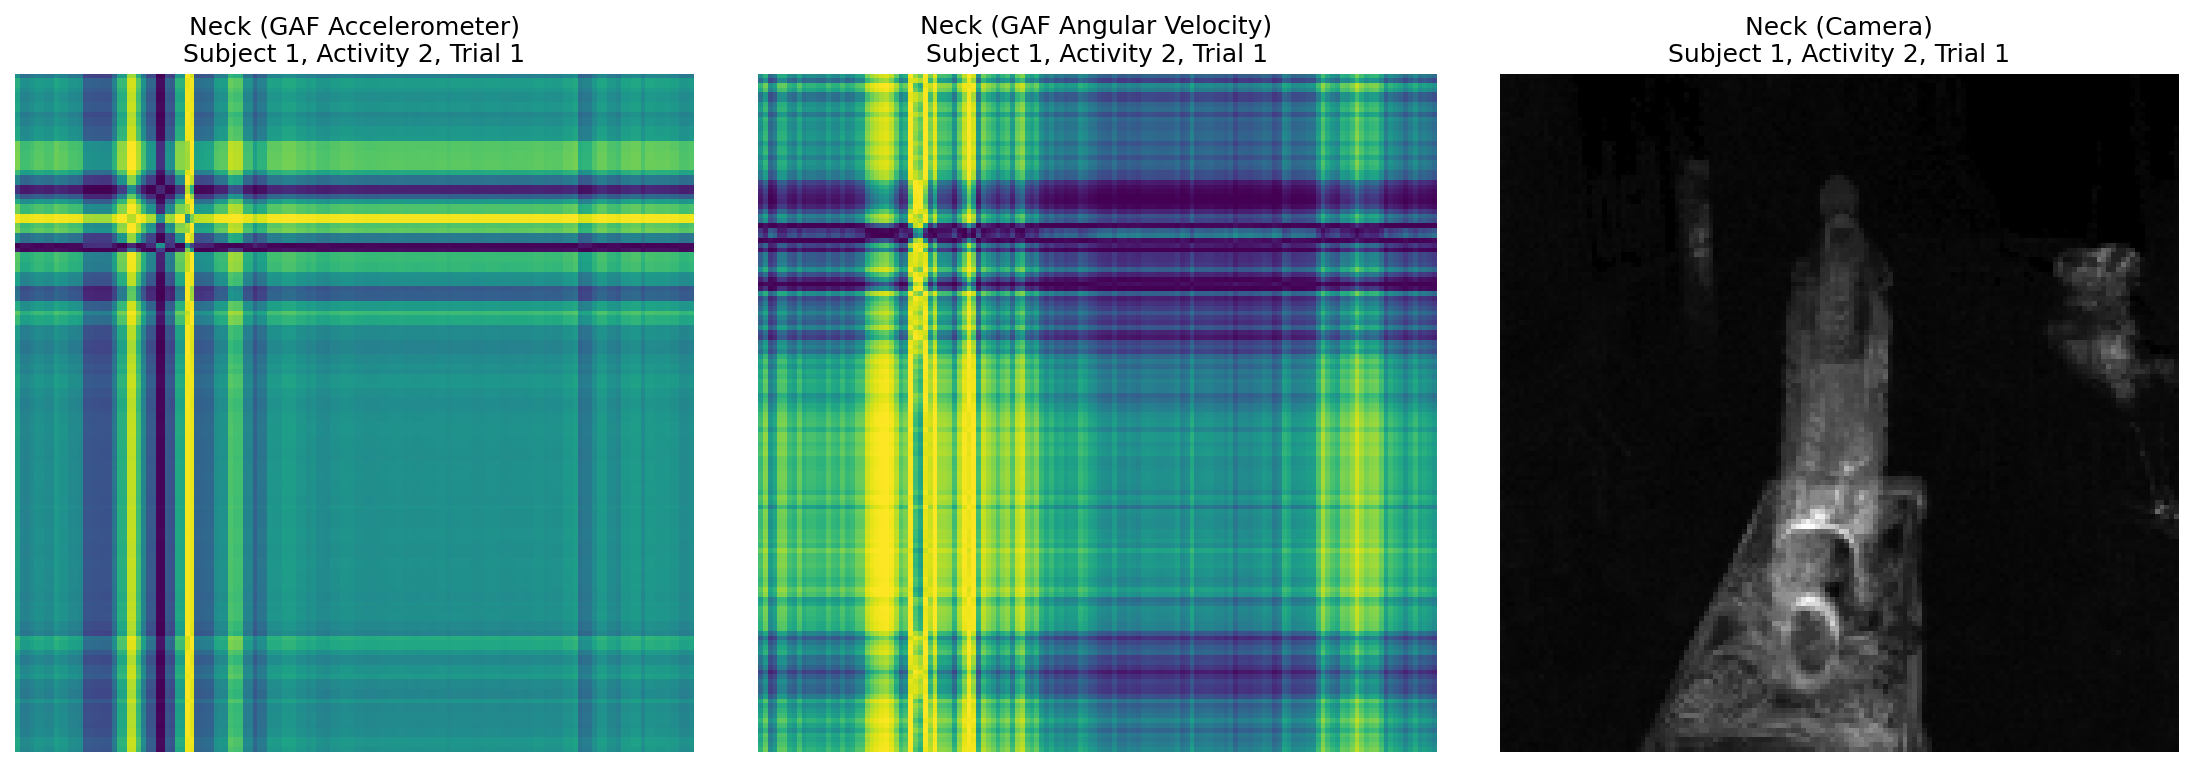 Neck (GAF Accelerometer)
Subject 1, Activity 2, Trial 1
Neck (GAF Angular Velocity)
Subject 1, Activity 2, Trial 1
Neck (Camera)
Subject 1, Activity 2, Trial 1